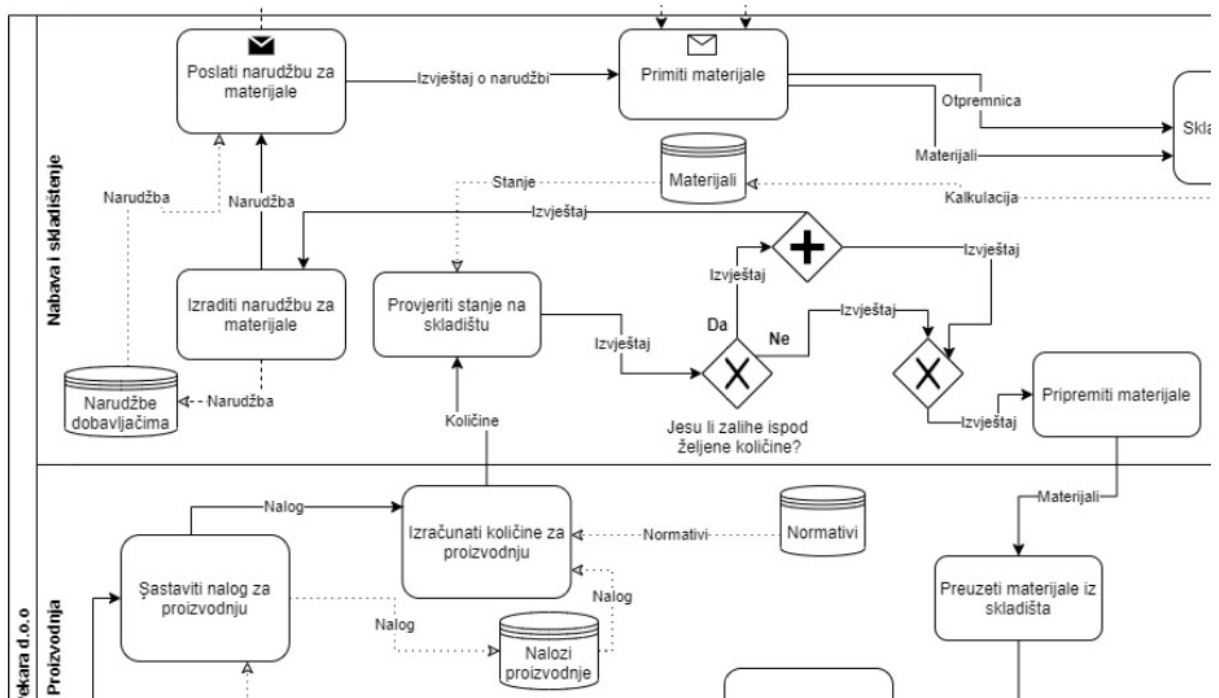 Poslati narudžbu za
materijale
Izvještaj o narudžbi
Primiti materijale
Otpremnica
Materijali
Skla
Materijali
Stanje
Kalkulacija
Narudžba
Narudžba
Izvještaj
Izvještaj
Izvještaj
Izraditi narudžbu za
materijale
Provjeriti stanje na
skladištu
Izvještaj
Da
Ne
Izvještaj
Narudžbe
dobavljačima
Narudžba
Količine
Jesu li zalihe ispod
željene količine?
Izvještaj
Pripremiti materijale
Nabava i skladištenje
Nalog
Izračunati količine za
proizvodnju
Normativi
Normativi
Materijali
Šastaviti nalog za
proizvodnju
Nalog
Nalog
Nalozi
proizvodnje
Preuzeti materijale iz
skladišta
Proizvodnja
ekara d.o.o